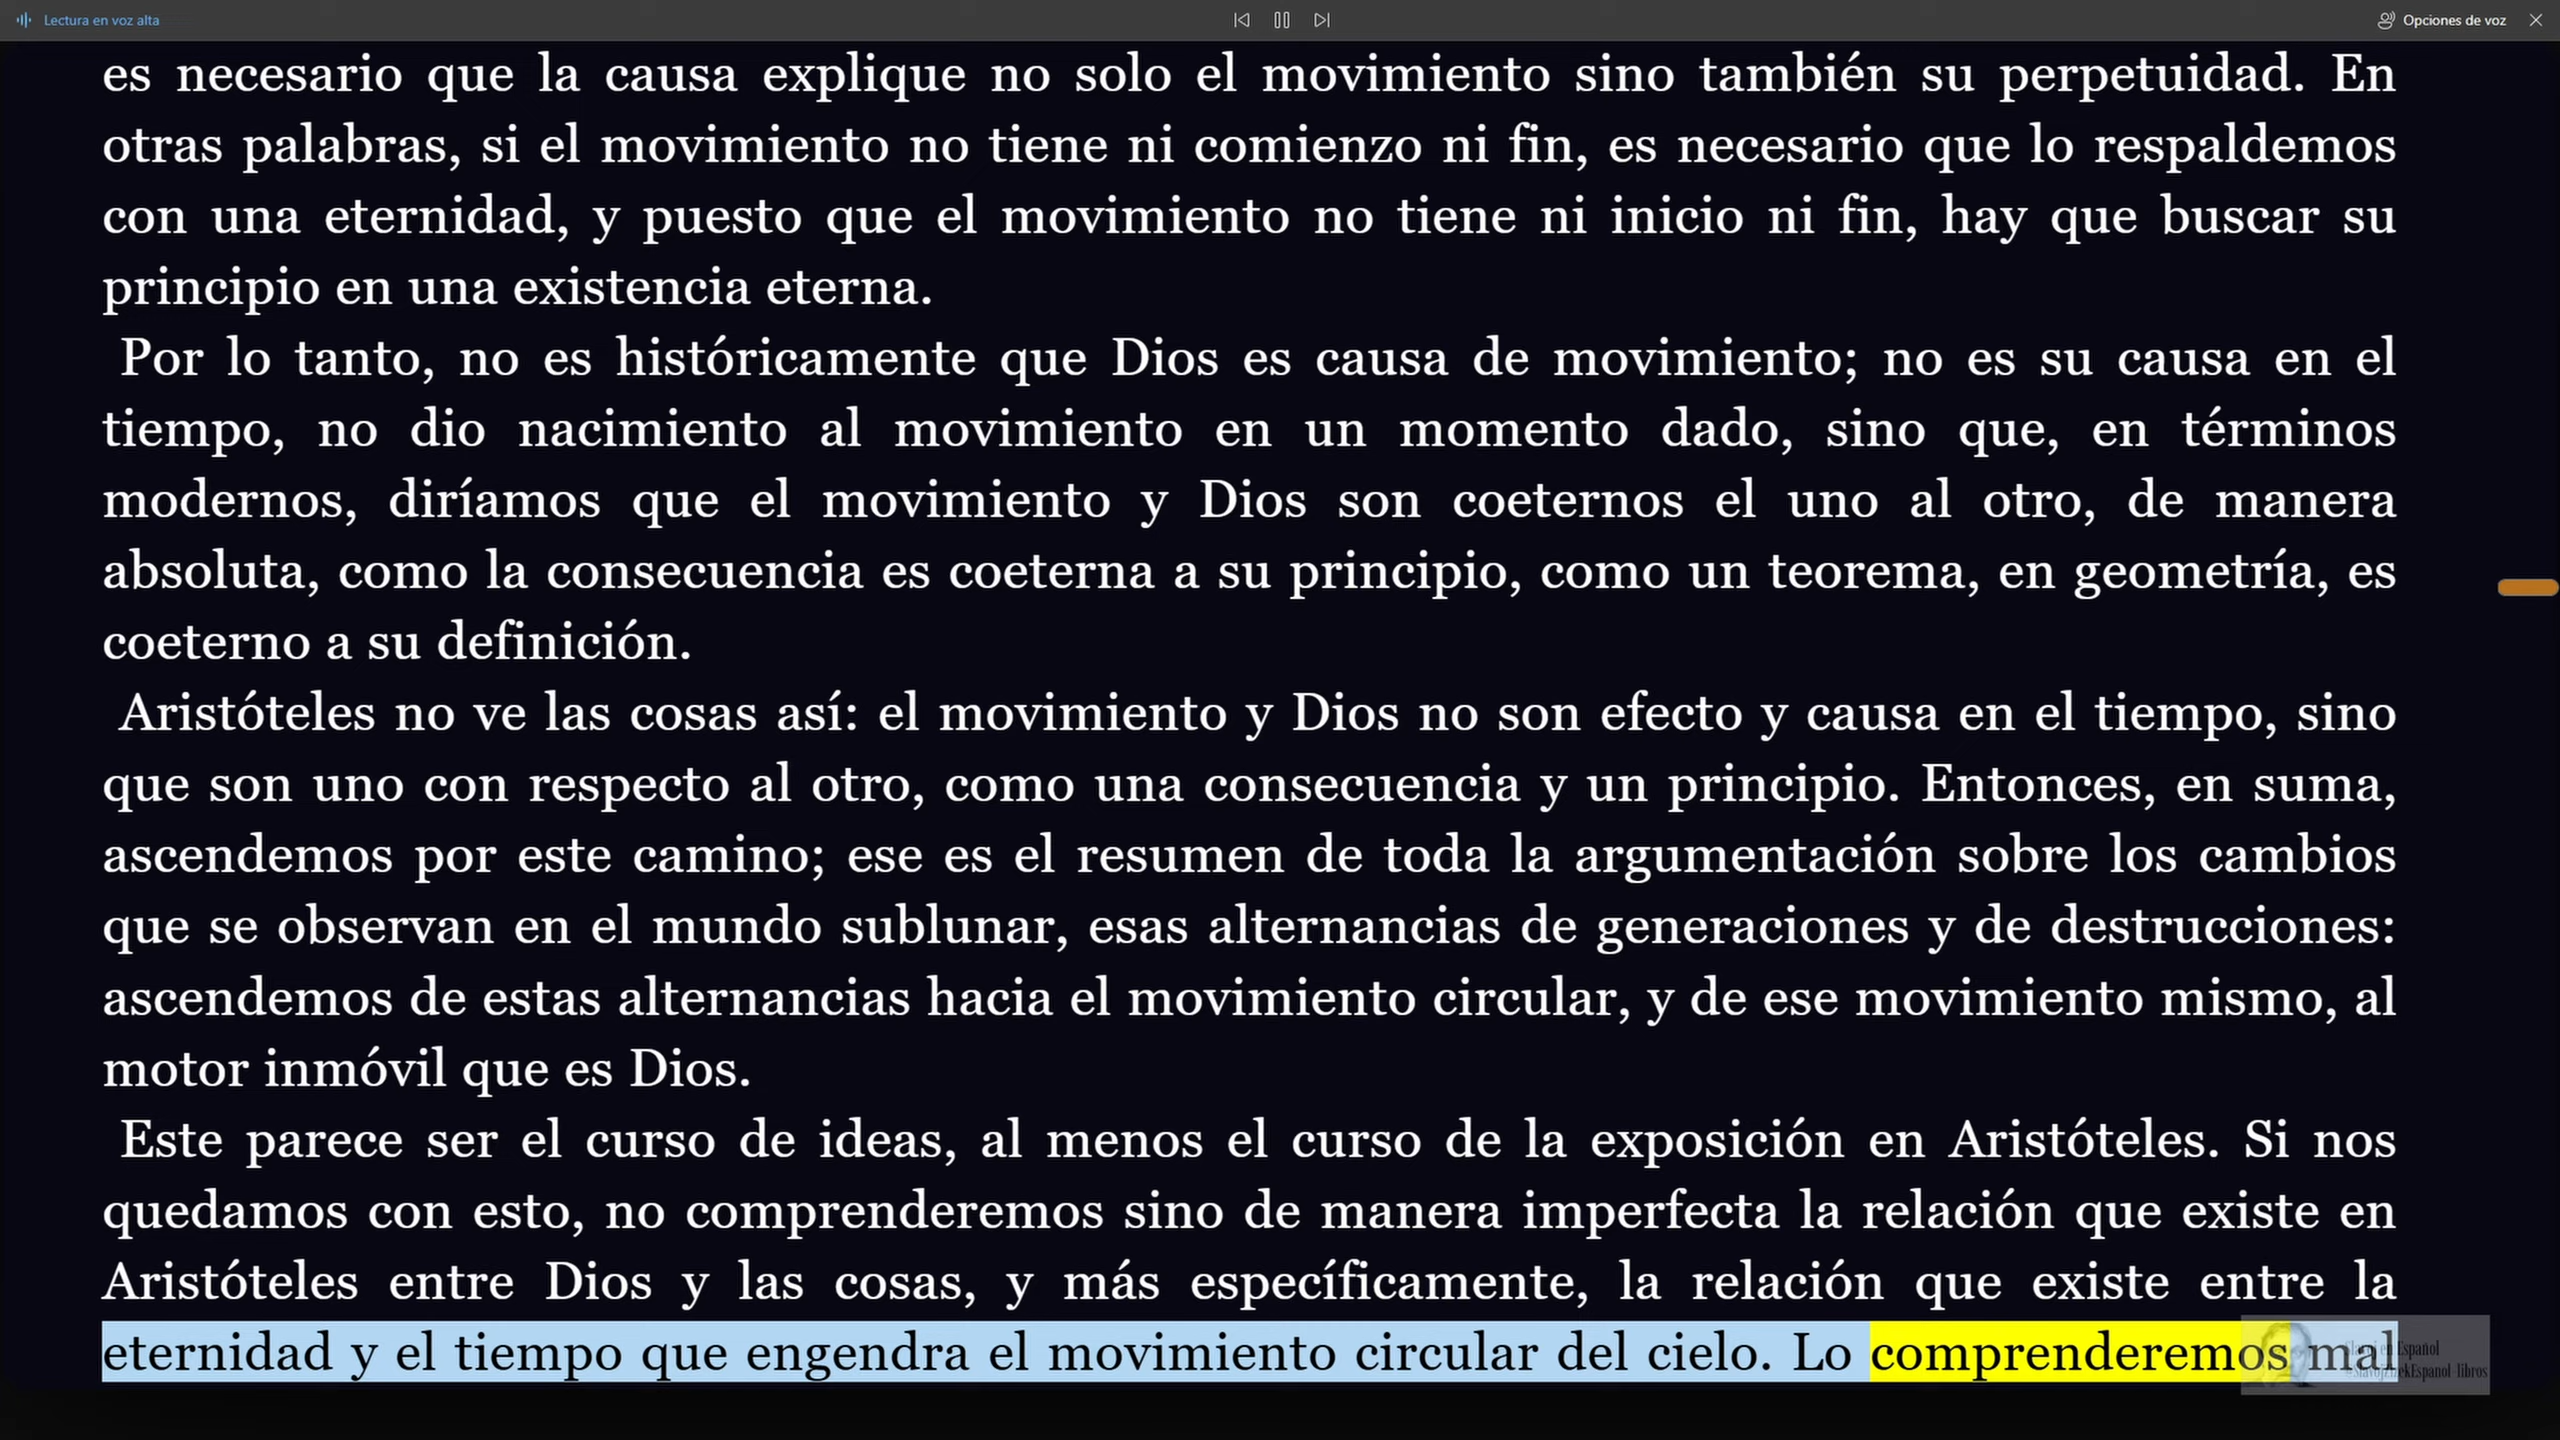 Lectura en voz alta
Opciones de voz
es necesario que la causa explique no solo el movimiento sino también su perpetuidad. En
otras palabras, si el movimiento no tiene ni comienzo ni fin, es necesario que lo respaldemos
con una eternidad, y puesto que el movimiento no tiene ni inicio ni fin, hay que buscar su
principio en una existencia eterna.
Por lo tanto, no es históricamente que Dios es causa de movimiento; no es su causa en el
tiempo, no dio nacimiento al movimiento en un momento dado, sino que, en términos
modernos, diríamos que el movimiento y Dios son coeternos el uno al otro, de manera
absoluta, como la consecuencia es coeterna a su principio, como un teorema, en geometría, es
coeterno a su definición.
Aristóteles no ve las cosas así: el movimiento y Dios no son efecto y causa en el tiempo, sino
que son uno con respecto al otro, como una consecuencia y un principio. Entonces, en suma,
ascendemos por este camino; ese es el resumen de toda la argumentación sobre los cambios
que se observan en el mundo sublunar, esas alternancias de generaciones y de destrucciones:
ascendemos de estas alternancias hacia el movimiento circular, y de ese movimiento mismo, al
motor inmóvil que es Dios.
Este parece ser el curso de ideas, al menos el curso de la exposición en Aristóteles. Si nos
quedamos con esto, no comprenderemos sino de manera imperfecta la relación que existe en
Aristóteles entre Dios y las cosas, y más específicamente, la relación que existe entre la
eternidad y el tiempo que engendra el movimiento circular del cielo. Lo comprenderemos mal
Español